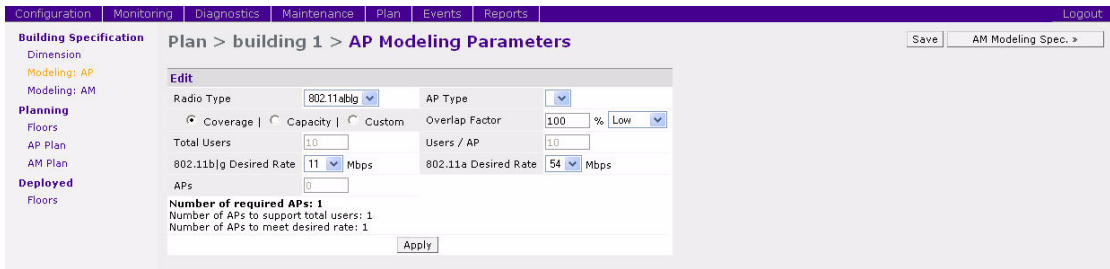 Configuration Monitoring Diagnostics Maintenance Plan Events Reports Logout
Building Specification
Dimension
Modeling: AP
Modeling: AM
Planning
Floors
AP Plan
AM Plan
Deployed
Floors
Plan > building 1 > AP Modeling Parameters
Save AM Modeling Spec. »
Edit
Radio Type 802.11a|b|g AP Type
Coverage | Capacity | Custom Overlap Factor 100 % Low
Total Users 10 Users / AP 10
802.11b|g Desired Rate 11 Mbps 802.11a Desired Rate 54 Mbps
APs 0
Number of required APs: 1
Number of APs to support total users: 1
Number of APs to meet desired rate: 1
Apply